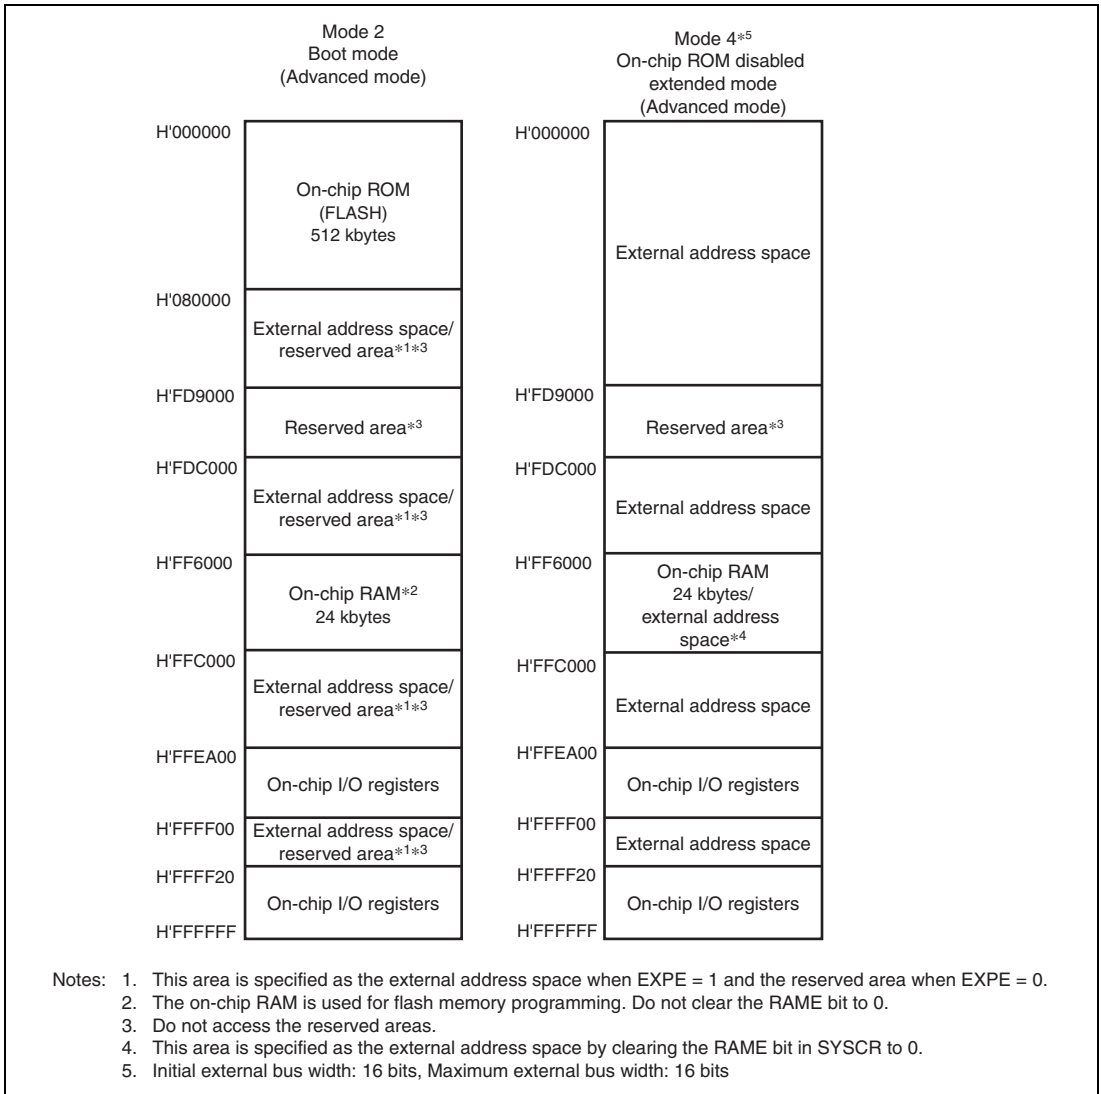 Mode 2
Boot mode
(Advanced mode)
Mode 4*5
On-chip ROM disabled
extended mode
(Advanced mode)
H'000000
On-chip ROM
(FLASH)
512 kbytes
H'080000
External address space/
reserved area*1*3
H'FD9000
Reserved area*3
H'FDC000
External address space/
reserved area*1*3
H'FF6000
On-chip RAM*2
24 kbytes
H'FFC000
External address space/
reserved area*1*3
H'FFEA00
On-chip I/O registers
H'FFFF00
External address space/
reserved area*1*3
H'FFFF20
On-chip I/O registers
H'FFFFFF
H'000000
External address space
H'FD9000
Reserved area*3
H'FDC000
External address space
H'FF6000
On-chip RAM
24 kbytes/
external address
space*4
H'FFC000
External address space
H'FFEA00
On-chip I/O registers
H'FFFF00
External address space
H'FFFF20
On-chip I/O registers
H'FFFFFF
Notes: 1. This area is specified as the external address space when EXPE = 1 and the reserved area when EXPE = 0.
2. The on-chip RAM is used for flash memory programming. Do not clear the RAME bit to 0.
3. Do not access the reserved areas.
4. This area is specified as the external address space by clearing the RAME bit in SYSCR to 0.
5. Initial external bus width: 16 bits, Maximum external bus width: 16 bits